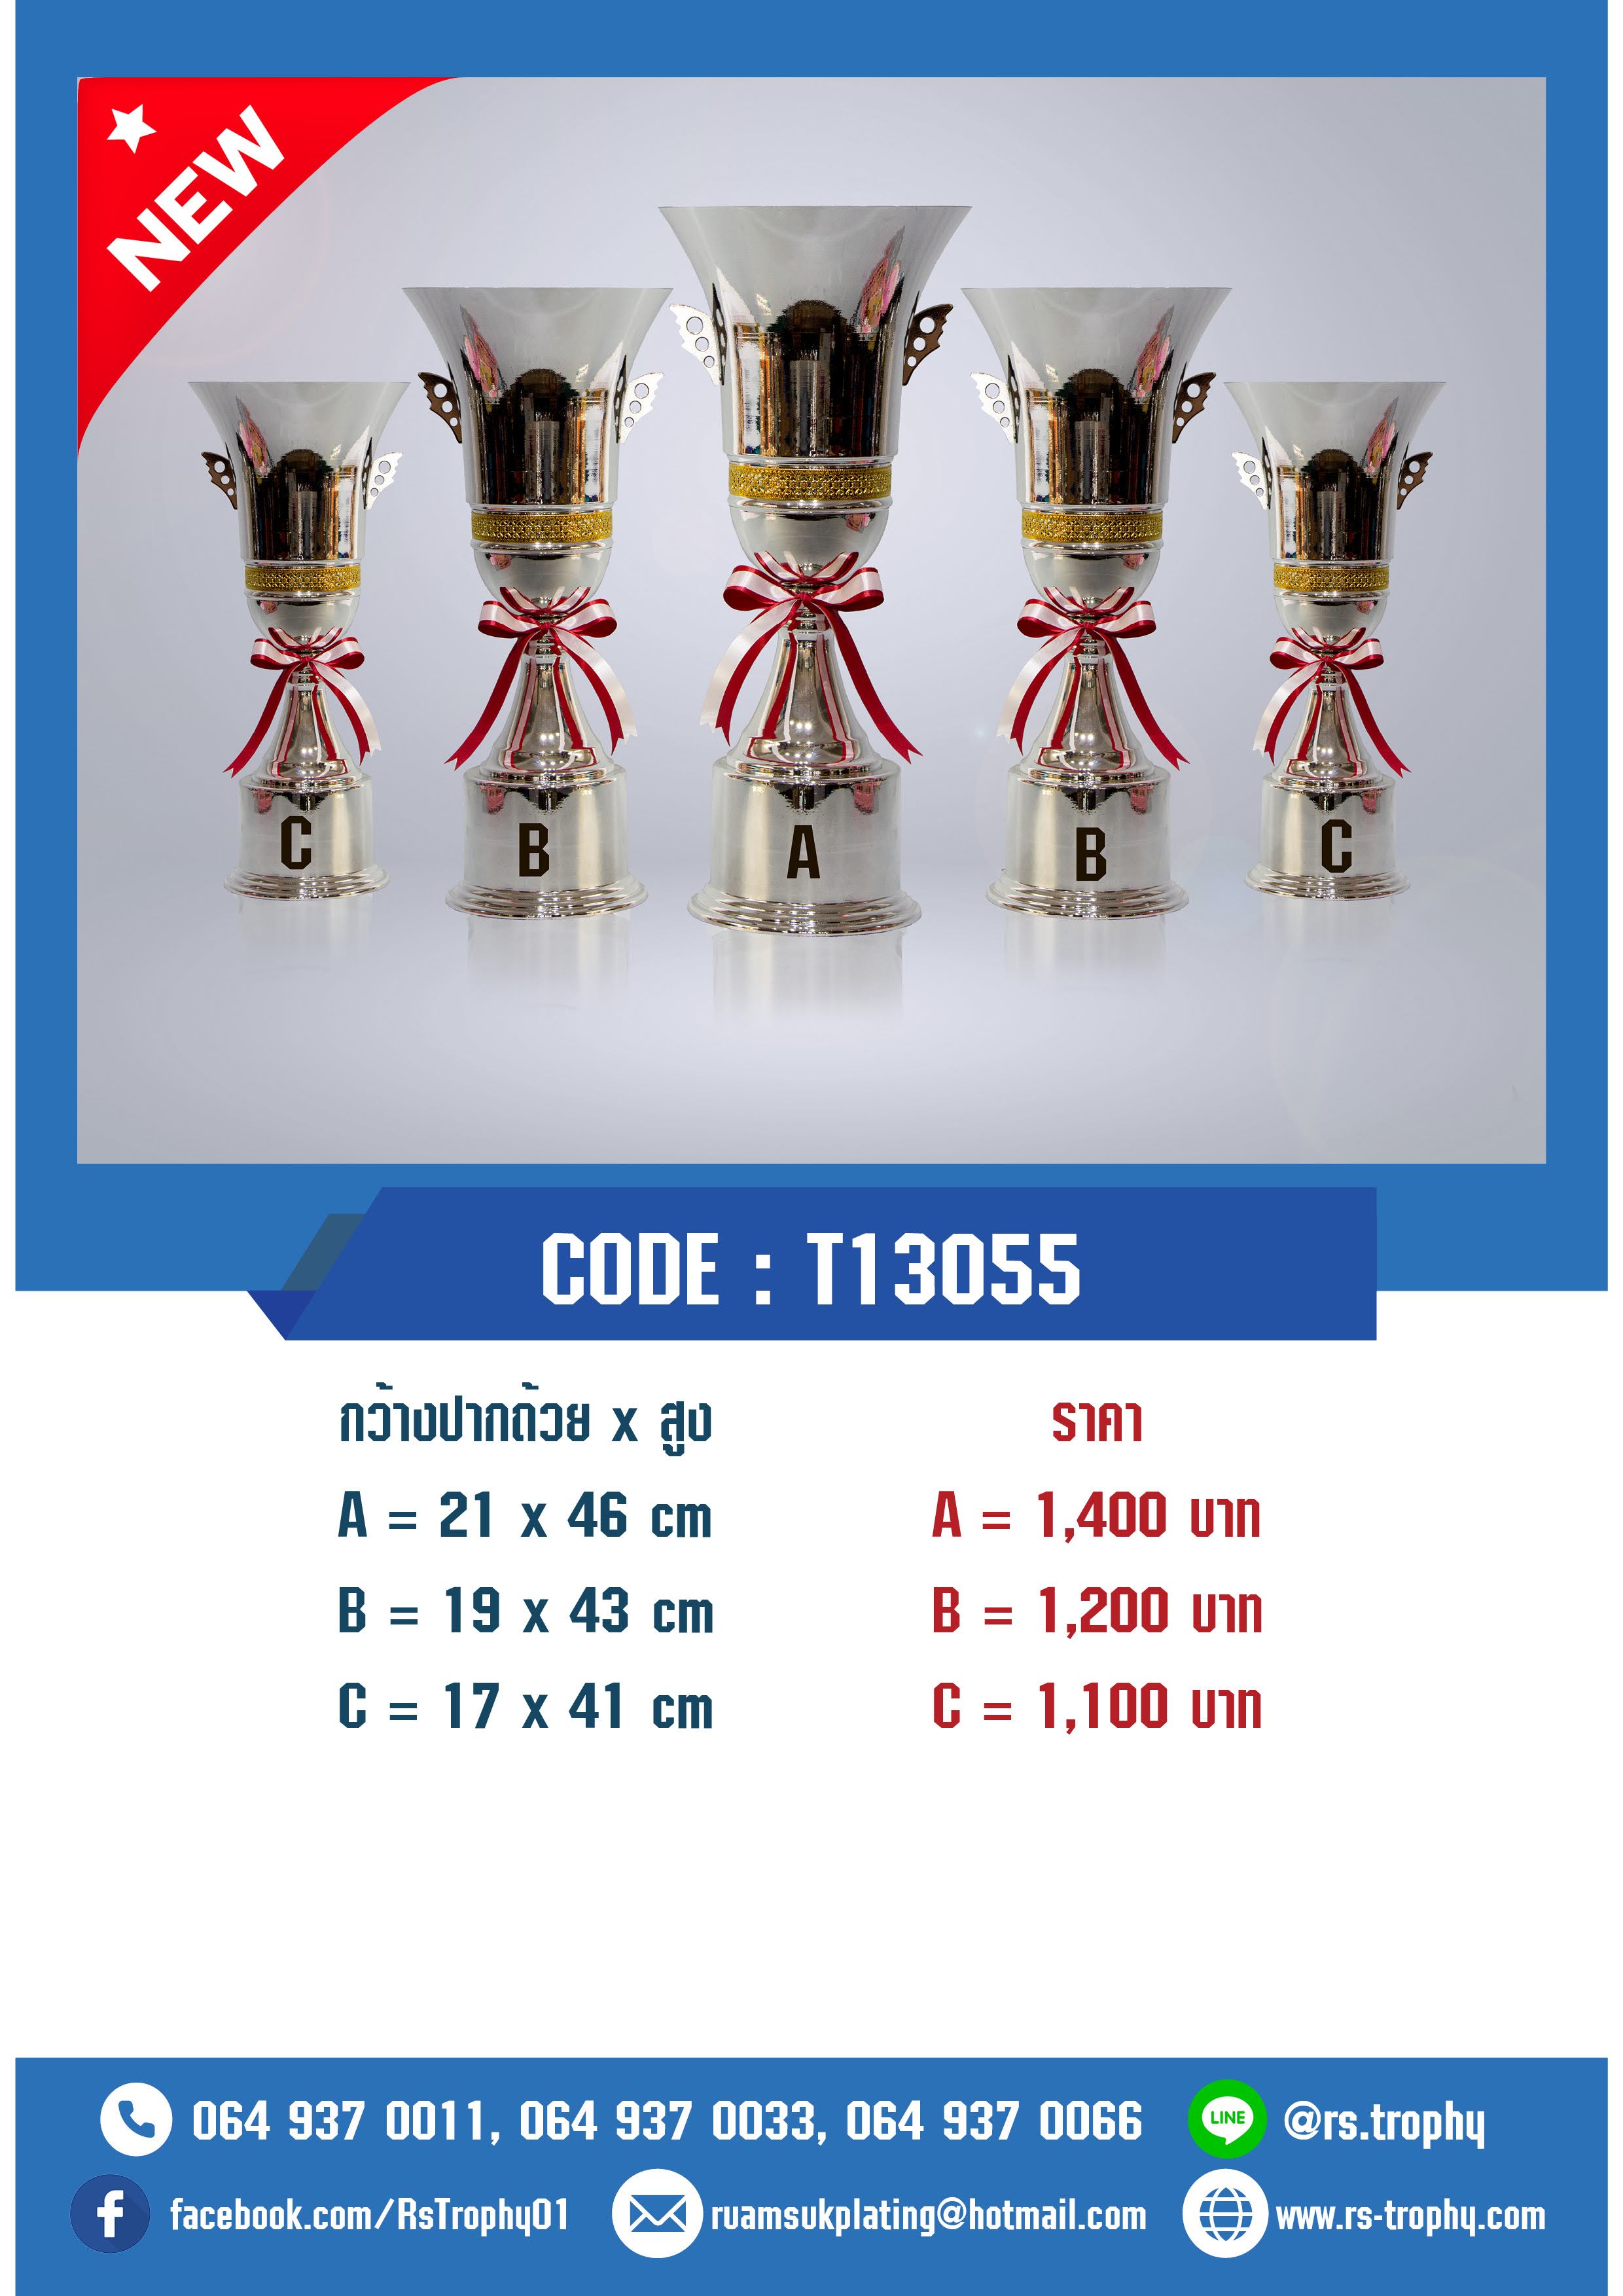 NEW
C B A B C
CODE : T13055
กว้างปากถ้วย x สูง
A = 21 x 46 cm
B = 19 x 43 cm
C = 17 x 41 cm
ราคา
A = 1,400 บาท
B = 1,200 บาท
C = 1,100 บาท
064 937 0011, 064 937 0033, 064 937 0066
LINE @rs.trophy
facebook.com/RsTrophy01
ruamsukplating@hotmail.com
www.rs-trophy.com